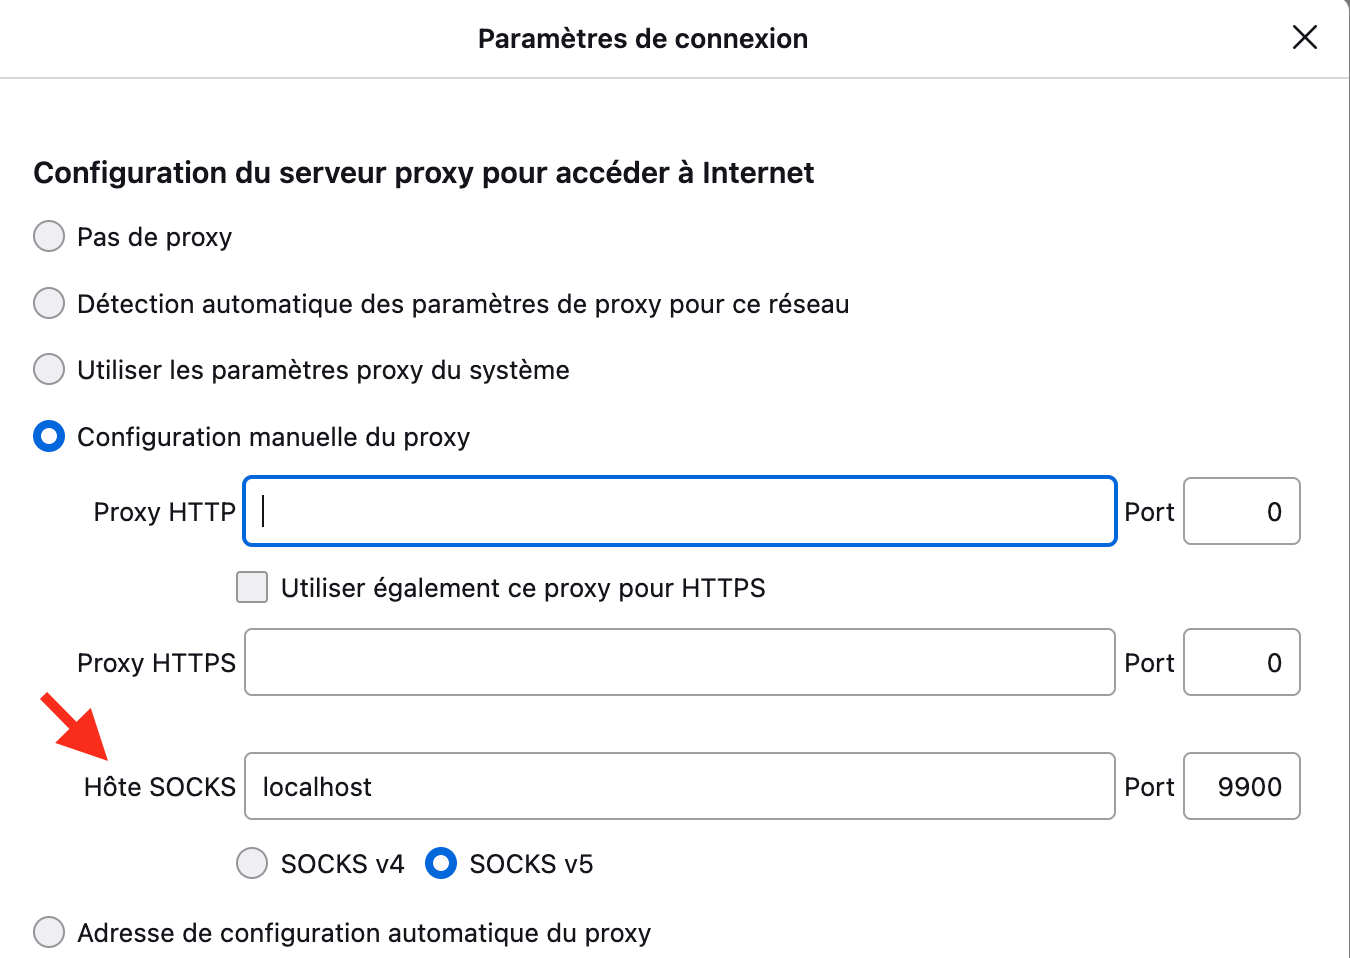 Paramètres de connexion
Configuration du serveur proxy pour accéder à Internet
Pas de proxy
Détection automatique des paramètres de proxy pour ce réseau
Utiliser les paramètres proxy du système
Configuration manuelle du proxy
Proxy HTTP Port 0
Utiliser également ce proxy pour HTTPS
Proxy HTTPS Port 0
Hôte SOCKS localhost Port 9900
SOCKS v4 SOCKS v5
Adresse de configuration automatique du proxy